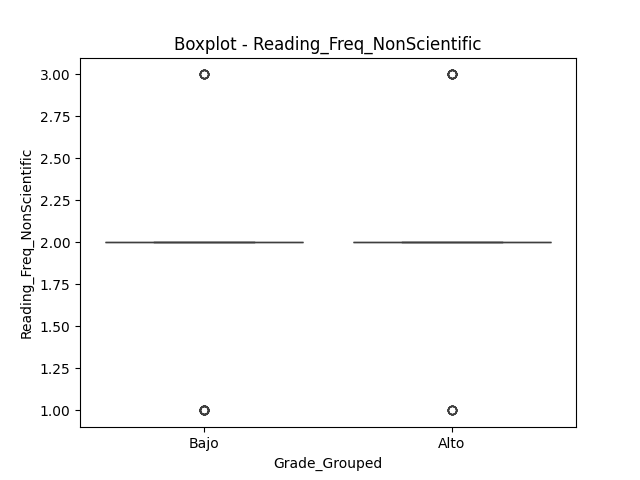 Boxplot - Reading_Freq_NonScientific
3.00
2.75
2.50
2.25
2.00
1.75
1.50
1.25
1.00
Reading_Freq_NonScientific
Bajo
Alto
Grade_Grouped